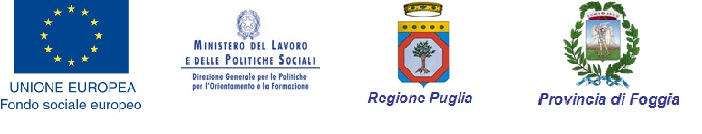 UNIONE EUROPEA
Fondo sociale europeo
MINISTERO DEL LAVORO
E DELLE POLITICHE SOCIALI
Direzione Generale per le Politiche
per l'Orientamento e la Formazione
Regione Puglia
Provincia di Foggia